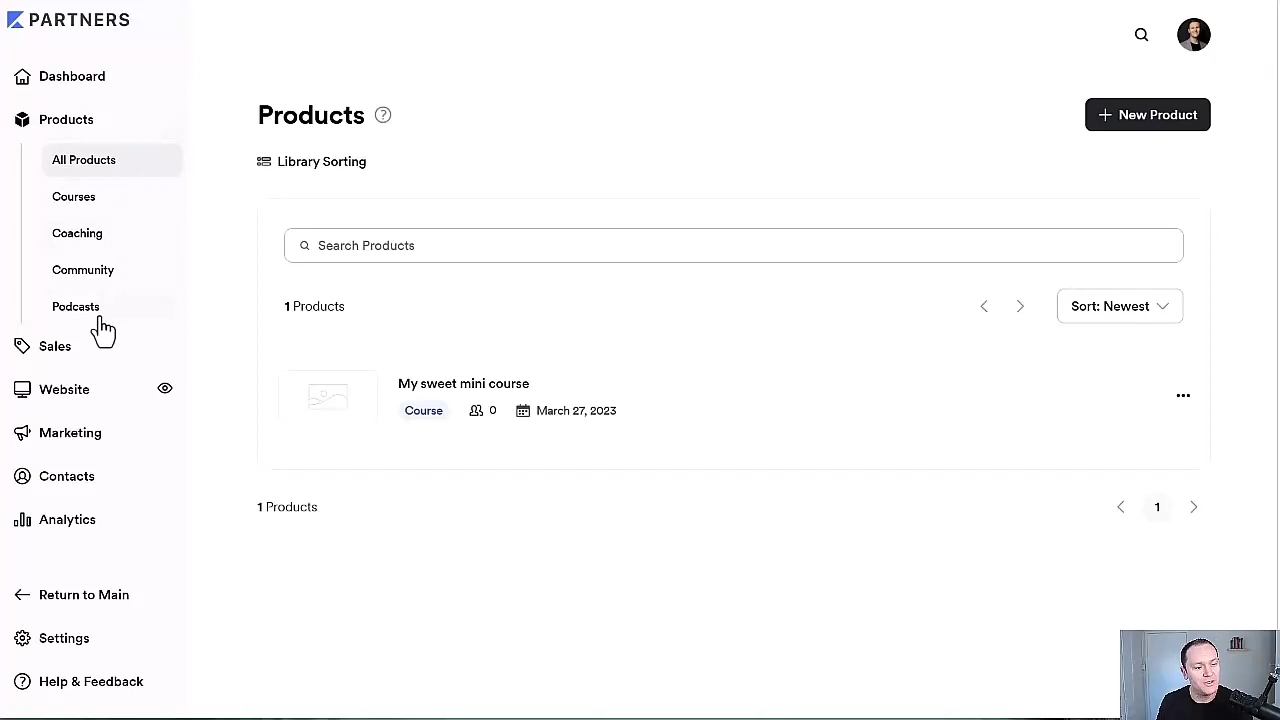 PARTNERS
Dashboard
Products
All Products
Courses
Coaching
Community
Podcasts
Sales
Website
Marketing
Contacts
Analytics
Return to Main
Settings
Help & Feedback
Products
New Product
Library Sorting
Search Products
1 Products
Sort: Newest
My sweet mini course
Course 0 March 27, 2023
1 Products
1